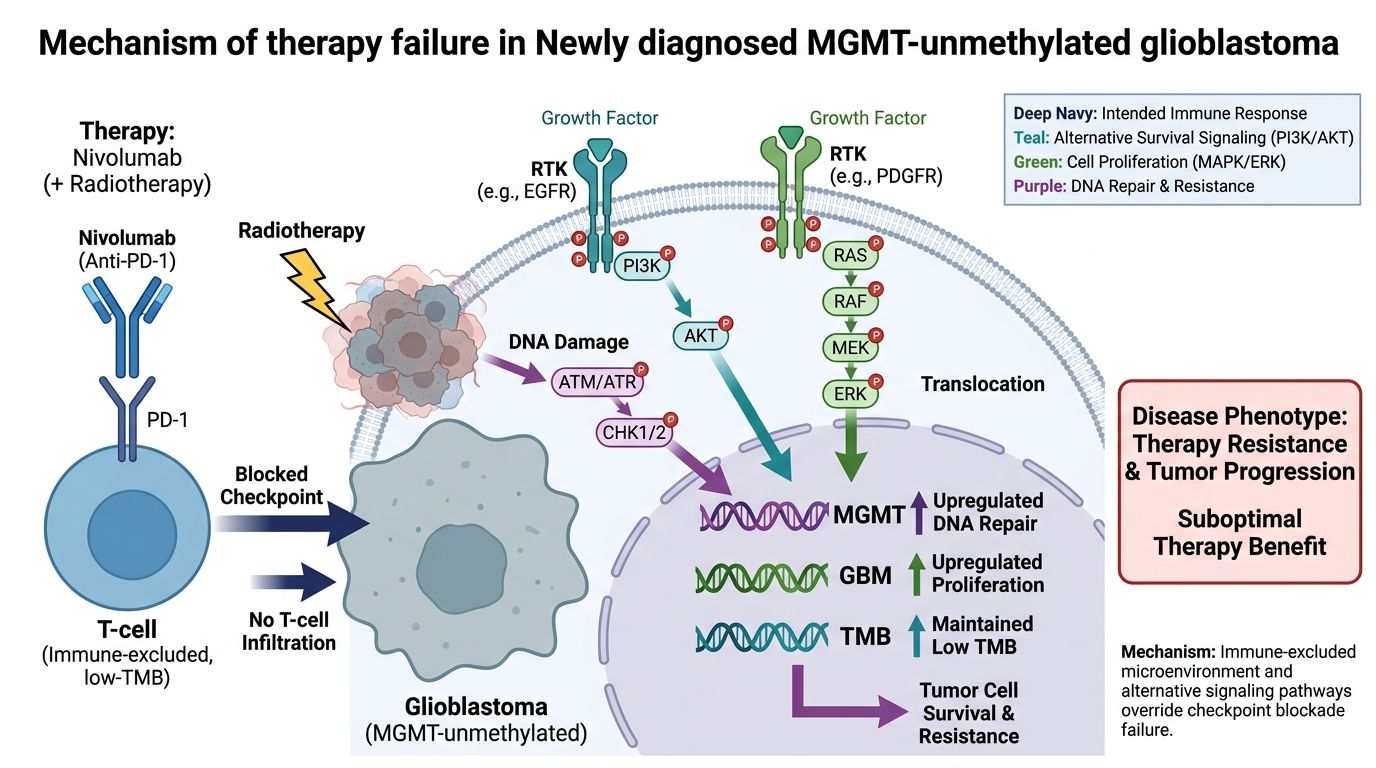 Mechanism of therapy failure in Newly diagnosed MGMT-unmethylated glioblastoma
Therapy:
Nivolumab
(+ Radiotherapy)
Nivolumab
(Anti-PD-1)
PD-1
T-cell
(Immune-excluded,
low-TMB)
Radiotherapy
Blocked
Checkpoint
No T-cell
Infiltration
Glioblastoma
(MGMT-unmethylated)
DNA Damage
ATM/ATR
P
CHK1/2
P
Growth Factor
RTK
(e.g., EGFR)
P
P
P
P
PI3K
P
AKT
P
Growth Factor
RTK
(e.g., PDGFR)
P
P
P
P
RAS
P
RAF
P
MEK
P
ERK
P
Translocation
MGMT
Upregulated
DNA Repair
GBM
Upregulated
Proliferation
TMB
Maintained
Low TMB
Tumor Cell
Survival &
Resistance
Deep Navy: Intended Immune Response
Teal: Alternative Survival Signaling (PI3K/AKT)
Green: Cell Proliferation (MAPK/ERK)
Purple: DNA Repair & Resistance
Disease Phenotype:
Therapy Resistance
& Tumor Progression
Suboptimal
Therapy Benefit
Mechanism: Immune-excluded
microenvironment and
alternative signaling pathways
override checkpoint blockade
failure.